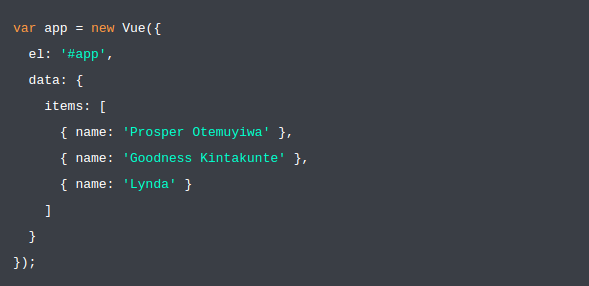 var app = new Vue({
  el: '#app',
  data: {
    items: [
      { name: 'Prosper Otemuyiwa' },
      { name: 'Goodness Kintakunte' },
      { name: 'Lynda' }
    ]
  }
});